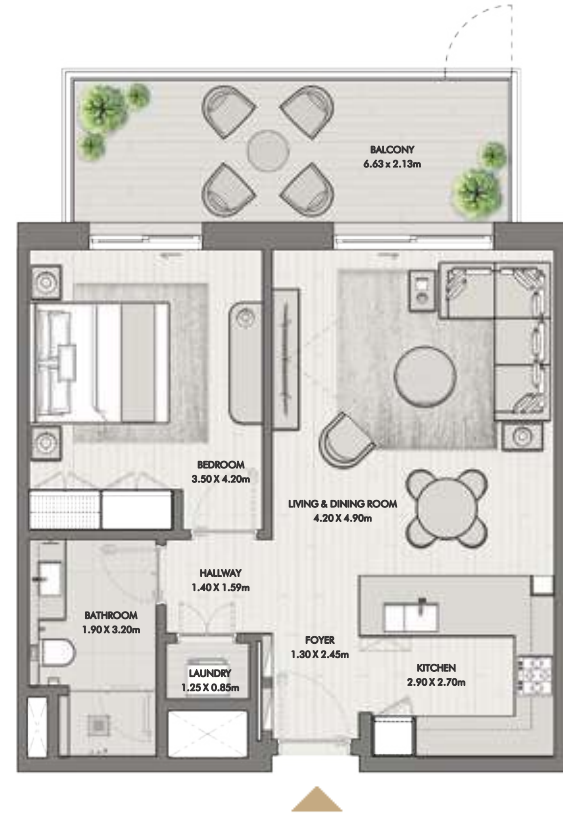 BALCONY
6.63 x 2.13m
BEDROOM
3.50 X 4.20m
LIVING & DINING ROOM
4.20 X 4.90m
HALLWAY
1.40 X 1.59m
BATHROOM
1.90 X 3.20m
FOYER
1.30 X 2.45m
LAUNDRY
1.25 X 0.85m
KITCHEN
2.90 X 2.70m